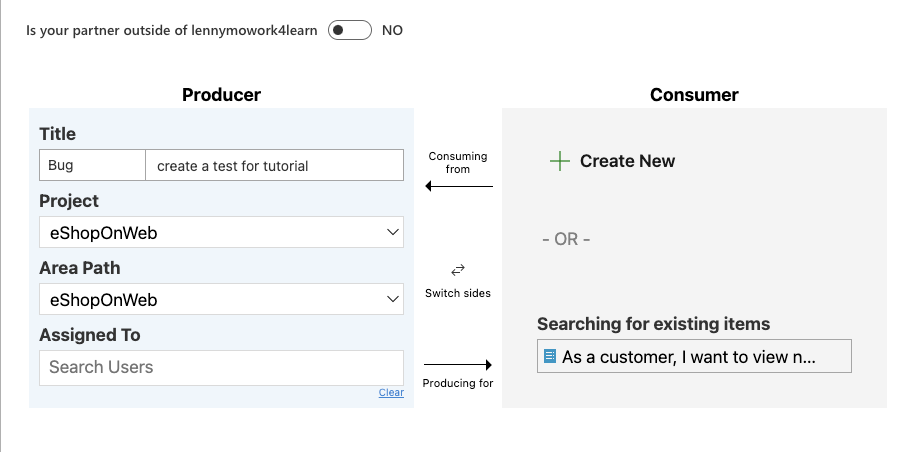 Is your partner outside of lennymowork4learn NO
Producer
Title
Bug create a test for tutorial
Project
eShopOnWeb
Area Path
eShopOnWeb
Assigned To
Search Users
Clear
Consuming
from
Switch sides
Producing for
Consumer
Create New
- OR -
Searching for existing items
As a customer, I want to view n...